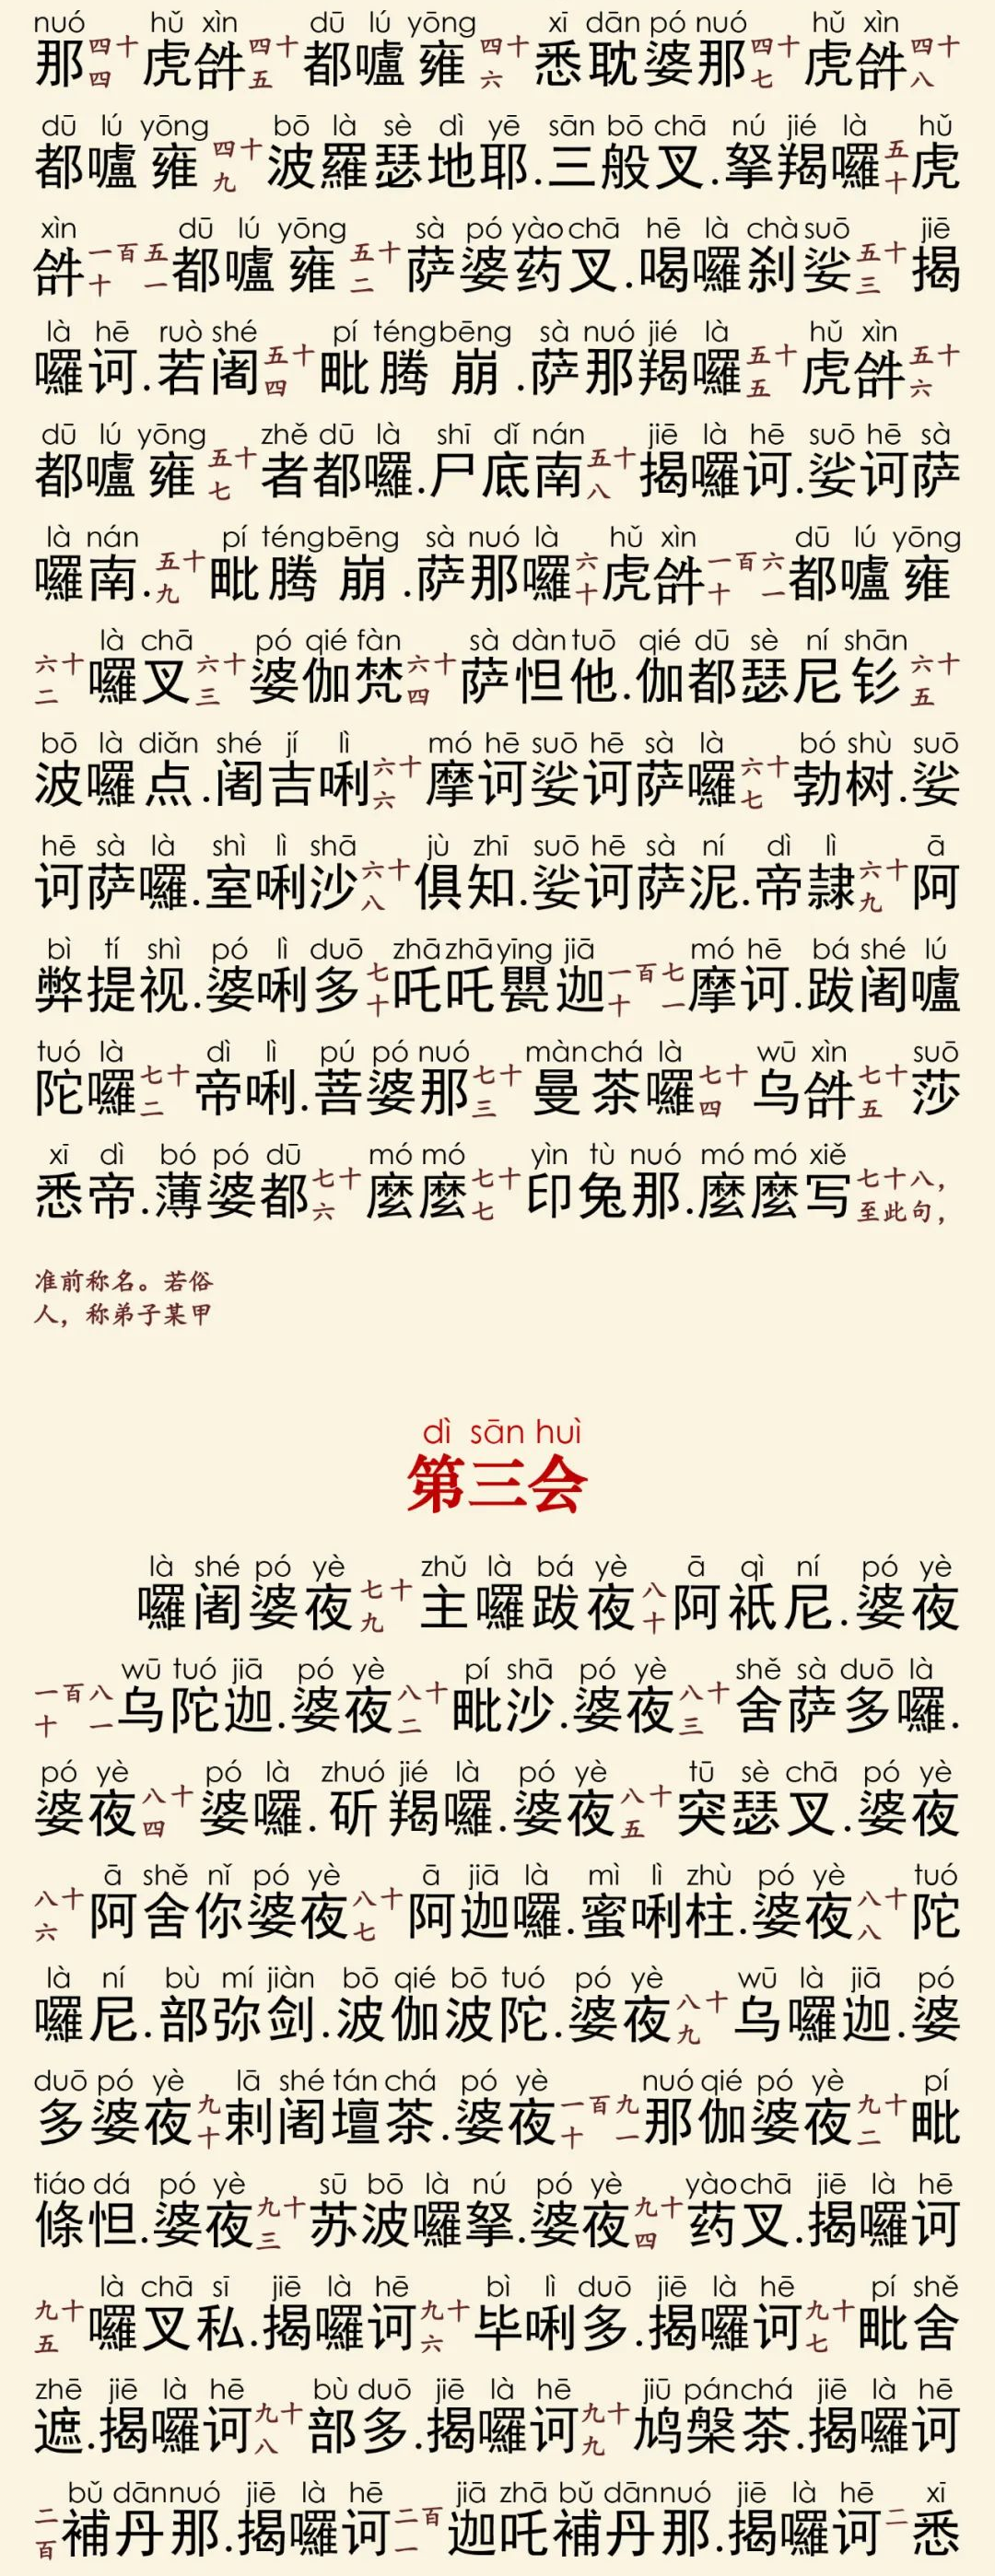 nuó hǔ xìn dū lú yōng xī dān pó nuó hǔ xìn
那四十四虎𤙖四十五都嚧雍四十六悉耽婆那四十七虎𤙖四十八
dū lú yōng bō là sè dì yē sān bō chā nú jié là hǔ
都嚧雍四十九波羅瑟地耶.三般叉.拏羯囉五十虎
xìn dū lú yōng sà pó yào chā hē là chà suō jiē
𤙖一百五十一都嚧雍五十二萨婆药叉.喝囉刹娑五十三揭
là hē ruò shé pí téng bēng sà nuó jié là hǔ xìn
囉诃.若阇五十四毗腾崩.萨那羯囉五十五虎𤙖五十六
dū lú yōng zhě dū là shī dǐ nán jiē là hē suō hē sà
都嚧雍五十七者都囉.尸底南五十八揭囉诃.娑诃萨
là nán pí téng bēng sà nuó là hǔ xìn dū lú yōng
囉南.五十九毗腾崩.萨那囉六十虎𤙖一百六十一都嚧雍
là chā pó qié fàn sà dàn tuō qié dū sè ní shān
六十二囉叉六十三婆伽梵六十四萨怛他.伽都瑟尼钐六十五
bō là diǎn shé jí lì mó hē suō hē sà là bó shù suō
波囉点.阇吉唎六十六摩诃娑诃萨囉六十七勃树.娑
hē sà là shì lì shā jù zhī suō hē sà ní dì lì ā
诃萨囉.室唎沙六十八俱知.娑诃萨泥.帝隷六十九阿
bì tí shì pó lì duō zhā zhā yīng jiā mó hē bá shé lú
弊提视.婆唎多七十吒吒甖迦一百七十一摩诃.跋阇嚧
tuó là dì lì pú pó nuó màn chá là wū xìn suō
陀囉七十二帝唎.菩婆那七十三曼茶囉七十四乌𤙖七十五莎
xī dì bó pó dū mó mó yìn tù nuó mó mó xiě
悉帝.薄婆都七十六麼麼七十七印兔那.麼麼写七十八，至此句，
准前称名。若俗
人，称弟子某甲
dì sān huì
第三会
là shé pó yè zhǔ là bá yè ā qì ní pó yè
囉阇婆夜七十九主囉跋夜八十阿祇尼.婆夜
wū tuó jiā pó yè pí shā pó yè shě sà duō là
一百八十一乌陀迦.婆夜八十二毗沙.婆夜八十三舍萨多囉.
pó yè pó là zhuó jié là pó yè tū sè chā pó yè
婆夜八十四婆囉.斫羯囉.婆夜八十五突瑟叉.婆夜
ā shě nǐ pó yè ā jiā là mì lì zhù pó yè tuó
八十六阿舍你婆夜八十七阿迦囉.蜜唎柱.婆夜八十八陀
là ní bù mí jiàn bō qié bō tuó pó yè wū là jiā pó
囉尼.部弥剑.波伽波陀.婆夜八十九乌囉迦.婆
duō pó yè lā shé tán chá pó yè nuó qié pó yè pí
多婆夜九十剌阇壇茶.婆夜一百九十一那伽婆夜九十二毗
tiáo dá pó yè sū bō là nú pó yè yào chā jiē là hē
條怛.婆夜九十三苏波囉拏.婆夜九十四药叉.揭囉诃
là chā sī jiē là hē bì lì duō jiē là hē pí shě
九十五囉叉私.揭囉诃九十六毕唎多.揭囉诃九十七毗舍
zhē jiē là hē bù duō jiē là hē jiū pán chá jiē là hē
遮.揭囉诃九十八部多.揭囉诃九十九鸠槃茶.揭囉诃
bǔ dān nuó jiē là hē jiā zhā bǔ dān nuó jiē là hē xī
二百補丹那.揭囉诃二百一迦吒補丹那.揭囉诃二悉